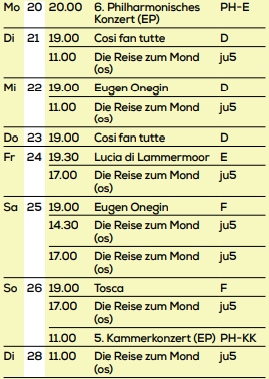 Mo 20 20.00 6. Philharmonisches PH-E
Konzert (EP)
Di 21 19.00 Cosi fan tutte D
11.00 Die Reise zum Mond ju5
(os)
Mi 22 19.00 Eugen Onegin D
11.00 Die Reise zum Mond ju5
(os)
Do 23 19.00 Cosi fan tutte D
Fr 24 19.30 Lucia di Lammermoor E
17.00 Die Reise zum Mond ju5
(os)
Sa 25 19.00 Eugen Onegin F
14.30 Die Reise zum Mond ju5
(os)
17.00 Die Reise zum Mond ju5
(os)
So 26 19.00 Tosca F
17.00 Die Reise zum Mond ju5
(os)
11.00 5. Kammerkonzert (EP) PH-KK
Di 28 11.00 Die Reise zum Mond ju5
(os)